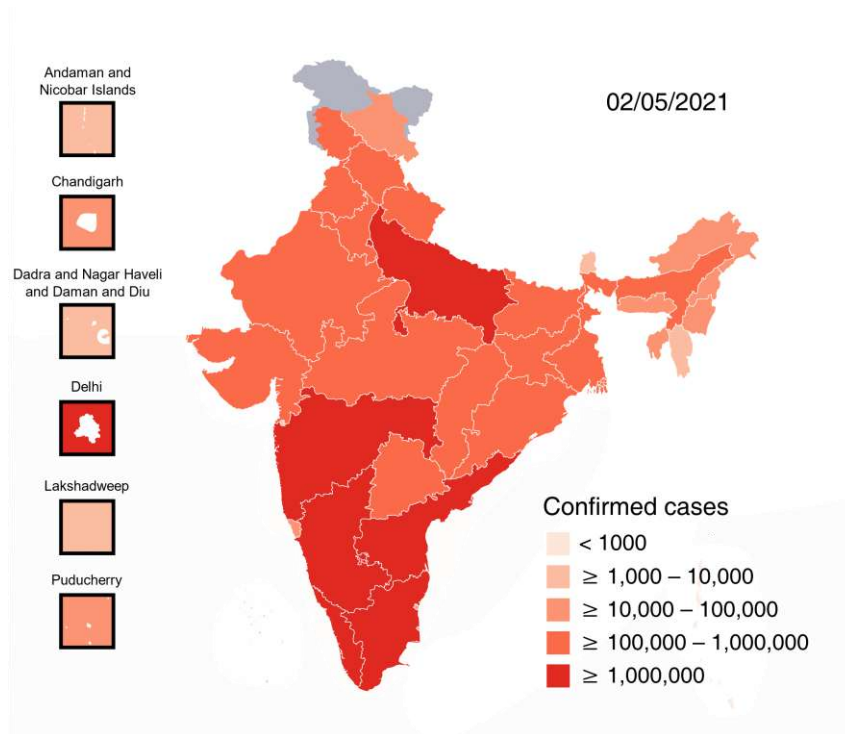 Andaman and
Nicobar Islands
02/05/2021
Chandigarh
Dadra and Nagar Haveli
and Daman and Diu
Delhi
Lakshadweep
Puducherry
Confirmed cases
< 1000
≥ 1,000 – 10,000
≥ 10,000 – 100,000
≥ 100,000 – 1,000,000
≥ 1,000,000